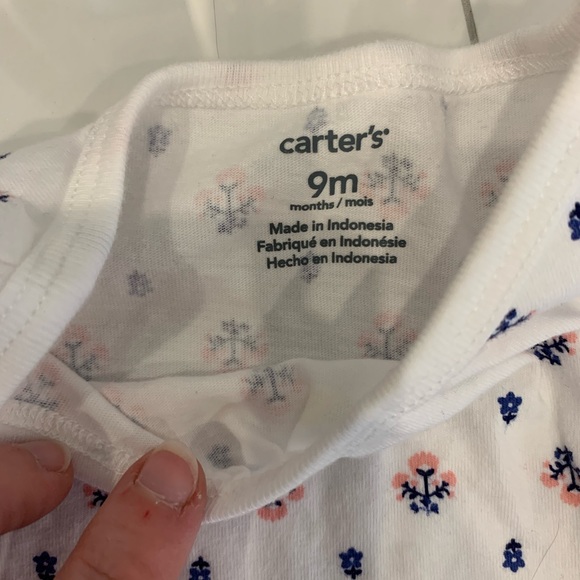 carter's
9m
months / mois
Made in Indonesia
Fabriqué en Indonésie
Hecho en Indonesia